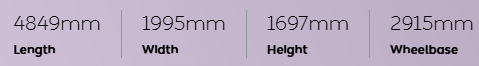 4849mm 1995mm 1697mm 2915mm
Length Width Height Wheelbase